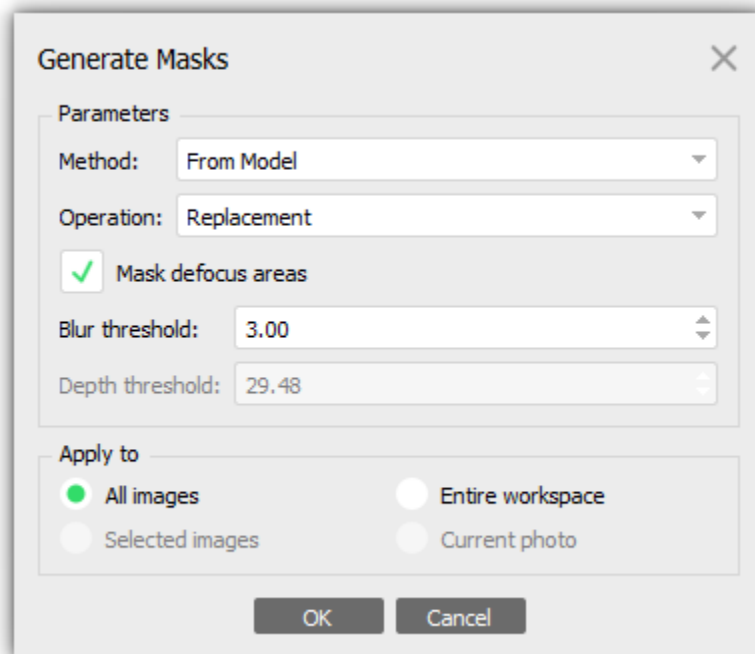 Generate Masks
Parameters
Method: From Model
Operation: Replacement
Mask defocus areas
Blur threshold: 3.00
Depth threshold: 29.48
Apply to
All images Entire workspace
Selected images Current photo
OK Cancel